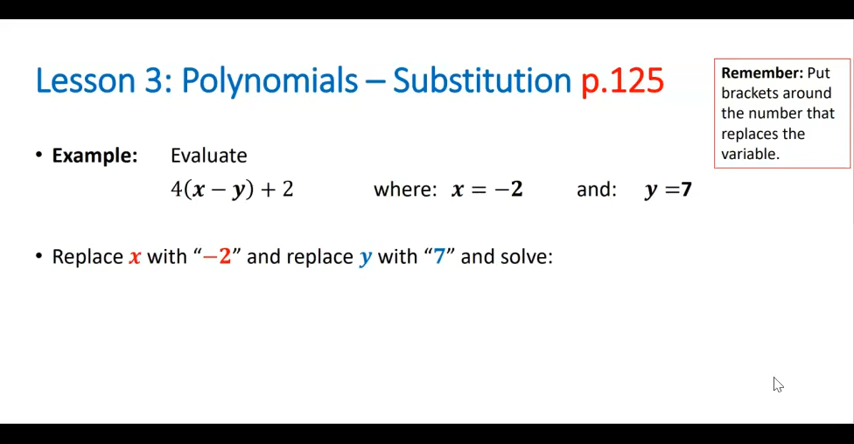 Lesson 3: Polynomials – Substitution p.125
Remember: Put
brackets around
the number that
replaces the
variable.
• Example: Evaluate
4(x − y) + 2 where: x = −2 and: y =7
• Replace x with “−2” and replace y with “7” and solve: